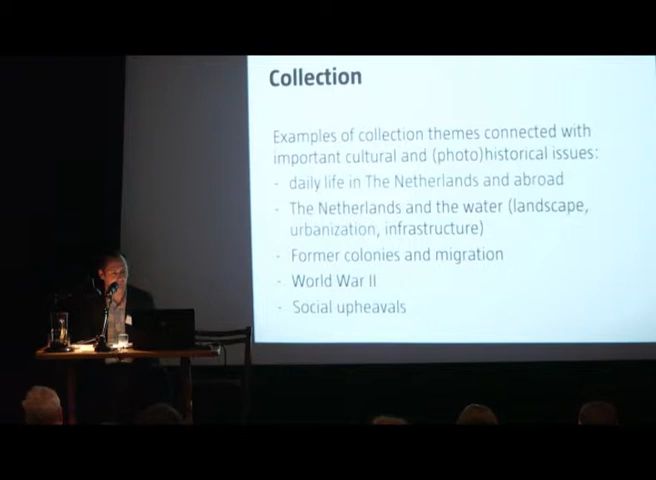 Collection
Examples of collection themes connected with
important cultural and (photo)historical issues:
- daily life in The Netherlands and abroad
- The Netherlands and the water (landscape,
urbanization, infrastructure)
- Former colonies and migration
- World War II
- Social upheavals